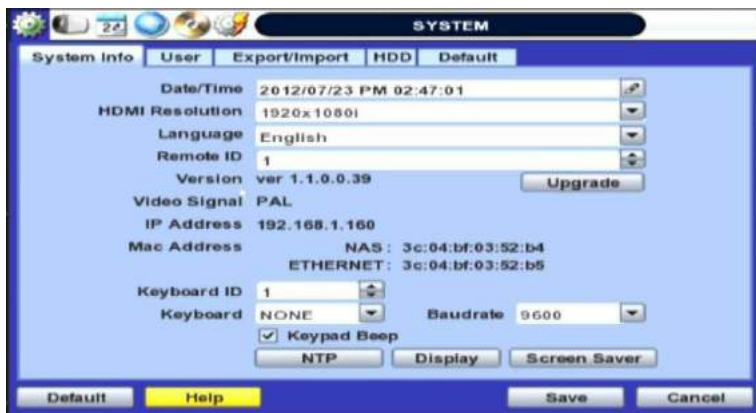 24 SYSTEM
System Info User Export/Import HDD Default
Date/Time 2012/07/23 PM 02:47:01
HDMI Resolution 1920x1080i
Language English
Remote ID 1
Version ver 1.1.0.0.39 Upgrade
Video Signal PAL
IP Address 192.168.1.160
Mac Address NAS: 3c:04:bf:03:52:b4
ETHERNET: 3c:04:bf:03:52:b5
Keyboard ID 1
Keyboard NONE Baudrate 9600
Keypad Beep
NTP Display Screen Saver
Default Help Save Cancel